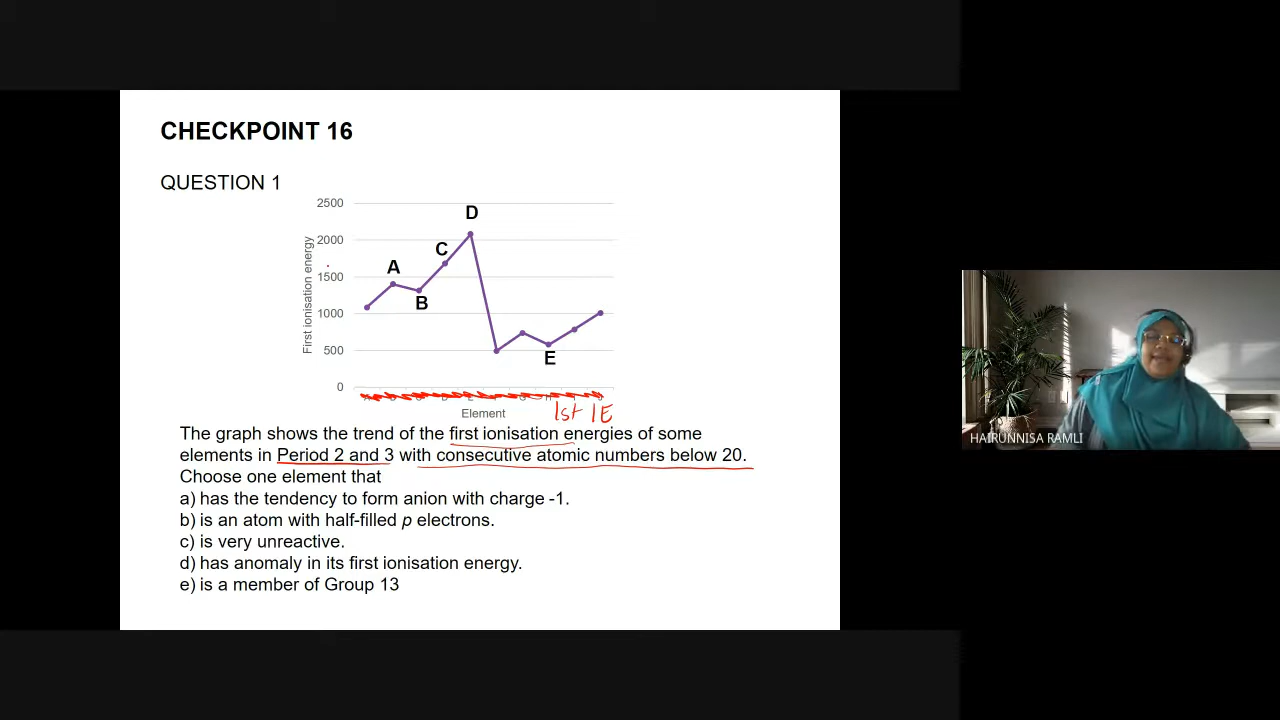 CHECKPOINT 16
QUESTION 1
2500
2000
1500
1000
500
0
First ionisation energy
A
B
C
D
E
Element
1st IE
The graph shows the trend of the first ionisation energies of some
elements in Period 2 and 3 with consecutive atomic numbers below 20.
Choose one element that
a) has the tendency to form anion with charge -1.
b) is an atom with half-filled p electrons.
c) is very unreactive.
d) has anomaly in its first ionisation energy.
e) is a member of Group 13
HAIRUNNISA RAMLI